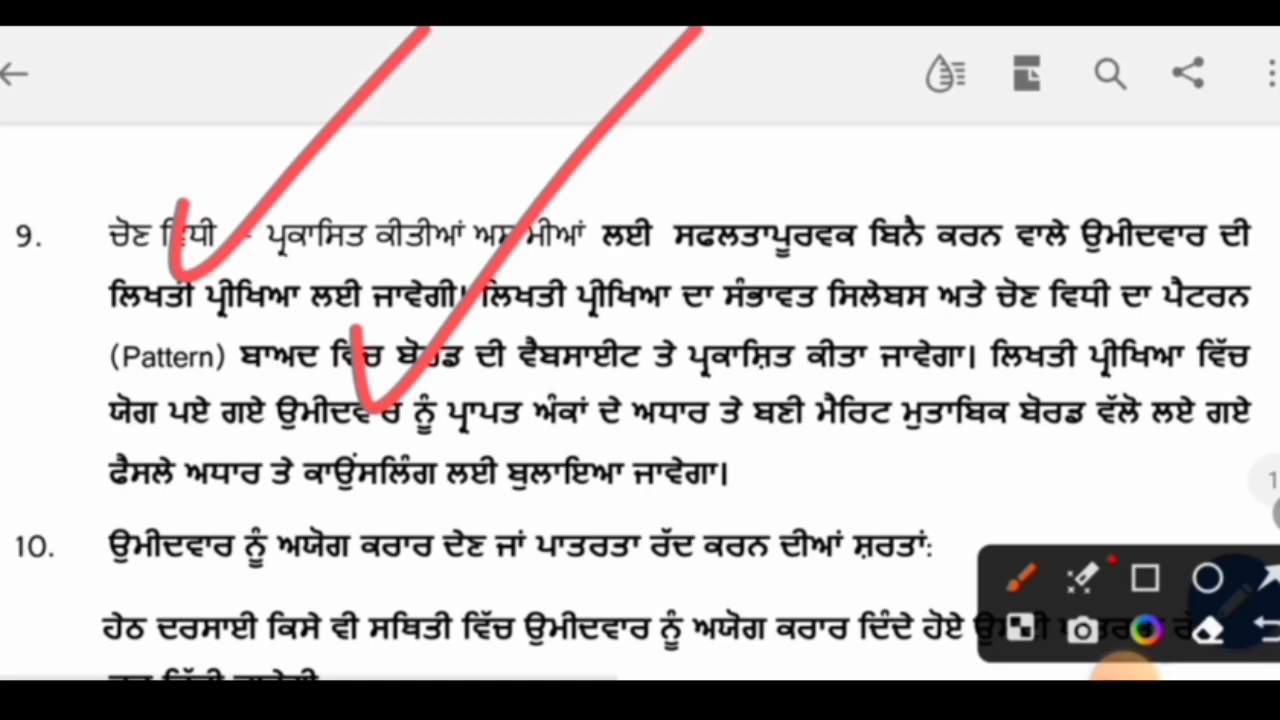 9. ਚੋਣ ਵਿਧੀ - ਪ੍ਰਕਾਸਿਤ ਕੀਤੀਆਂ ਅਸਾਮੀਆਂ ਲਈ ਸਫਲਤਾਪੂਰਵਕ ਬਿਨੈ ਕਰਨ ਵਾਲੇ ਉਮੀਦਵਾਰ ਦੀ
ਲਿਖਤੀ ਪ੍ਰੀਖਿਆ ਲਈ ਜਾਵੇਗੀ। ਲਿਖਤੀ ਪ੍ਰੀਖਿਆ ਦਾ ਸੰਭਾਵਤ ਸਿਲੇਬਸ ਅਤੇ ਚੋਣ ਵਿਧੀ ਦਾ ਪੈਟਰਨ
(Pattern) ਬਾਅਦ ਵਿਚ ਬੋਰਡ ਦੀ ਵੈਬਸਾਈਟ ਤੇ ਪ੍ਰਕਾਸ਼ਿਤ ਕੀਤਾ ਜਾਵੇਗਾ। ਲਿਖਤੀ ਪ੍ਰੀਖਿਆ ਵਿੱਚ
ਯੋਗ ਪਏ ਗਏ ਉਮੀਦਵਾਰ ਨੂੰ ਪ੍ਰਾਪਤ ਅੰਕਾਂ ਦੇ ਅਧਾਰ ਤੇ ਬਣੀ ਮੈਰਿਟ ਮੁਤਾਬਿਕ ਬੋਰਡ ਵੱਲੋ ਲਏ ਗਏ
ਫੈਸਲੇ ਅਧਾਰ ਤੇ ਕਾਉਂਸਲਿੰਗ ਲਈ ਬੁਲਾਇਆ ਜਾਵੇਗਾ।
10. ਉਮੀਦਵਾਰ ਨੂੰ ਅਯੋਗ ਕਰਾਰ ਦੇਣ ਜਾਂ ਪਾਤਰਤਾ ਰੱਦ ਕਰਨ ਦੀਆਂ ਸ਼ਰਤਾਂ:
ਹੇਠ ਦਰਸਾਈ ਕਿਸੇ ਵੀ ਸਥਿਤੀ ਵਿੱਚ ਉਮੀਦਵਾਰ ਨੂੰ ਅਯੋਗ ਕਰਾਰ ਦਿੰਦੇ ਹੋਏ